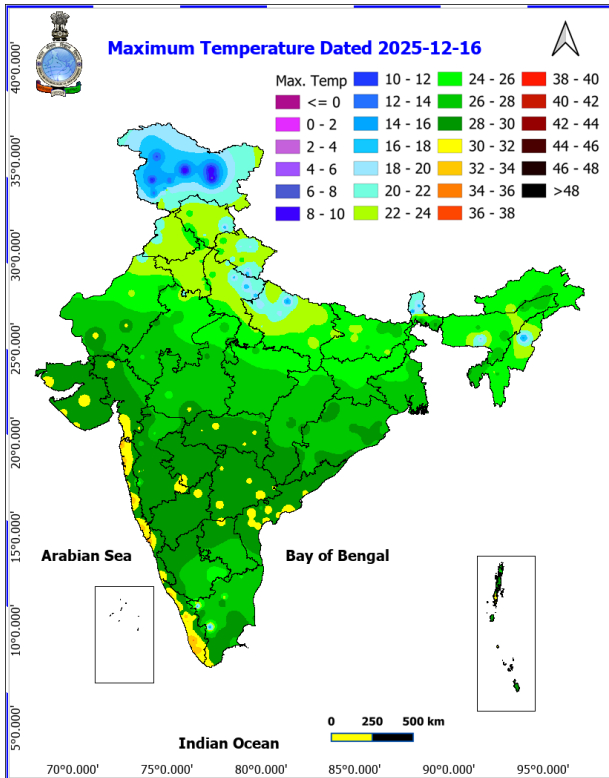 Maximum Temperature Dated 2025-12-16
Max. Temp
<= 0
0 - 2
2 - 4
4 - 6
6 - 8
8 - 10
10 - 12
12 - 14
14 - 16
16 - 18
18 - 20
20 - 22
22 - 24
24 - 26
26 - 28
28 - 30
30 - 32
32 - 34
34 - 36
36 - 38
38 - 40
40 - 42
42 - 44
44 - 46
46 - 48
>48
40°0.000'
35°0.000'
30°0.000'
25°0.000'
20°0.000'
15°0.000'
10°0.000'
5°0.000'
Arabian Sea
Bay of Bengal
Indian Ocean
0 250 500 km
70°0.000' 75°0.000' 80°0.000' 85°0.000' 90°0.000' 95°0.000'